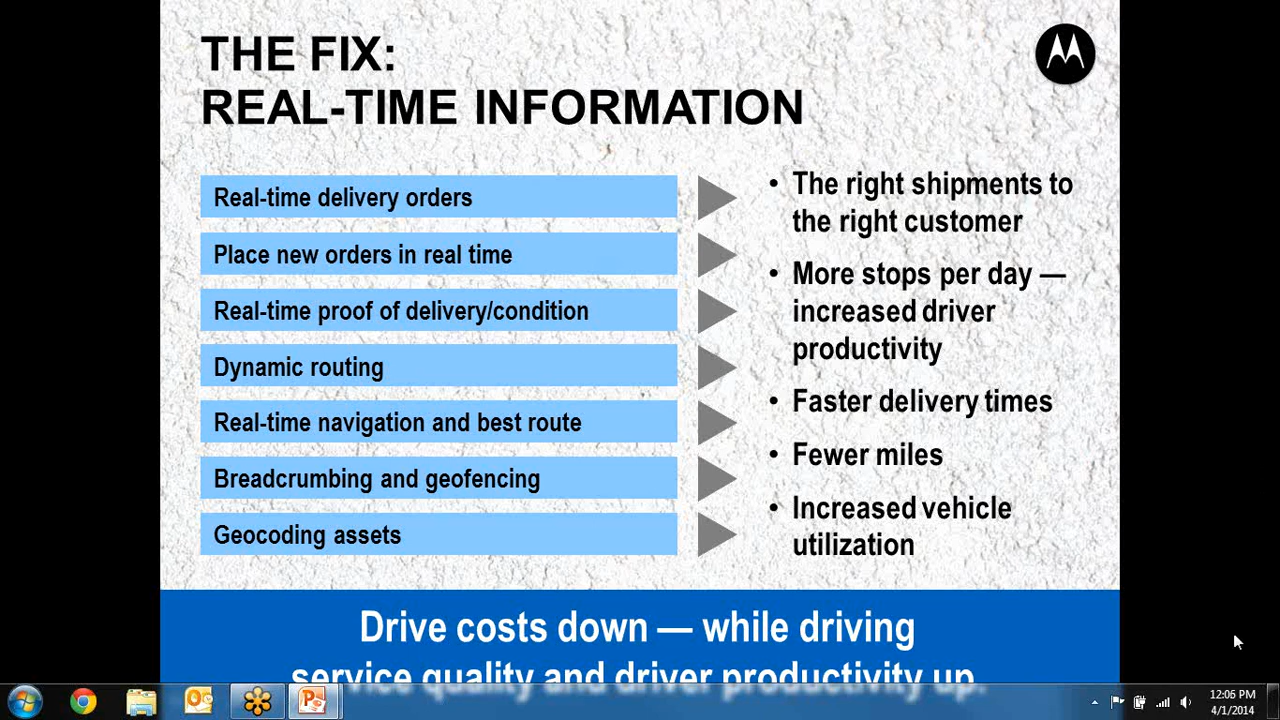 THE FIX:
REAL-TIME INFORMATION
Real-time delivery orders
Place new orders in real time
Real-time proof of delivery/condition
Dynamic routing
Real-time navigation and best route
Breadcrumbing and geofencing
Geocoding assets
• The right shipments to
the right customer
• More stops per day —
increased driver
productivity
• Faster delivery times
• Fewer miles
• Increased vehicle
utilization
Drive costs down — while driving
service quality and driver productivity up.
12:06 PM
4/1/2014